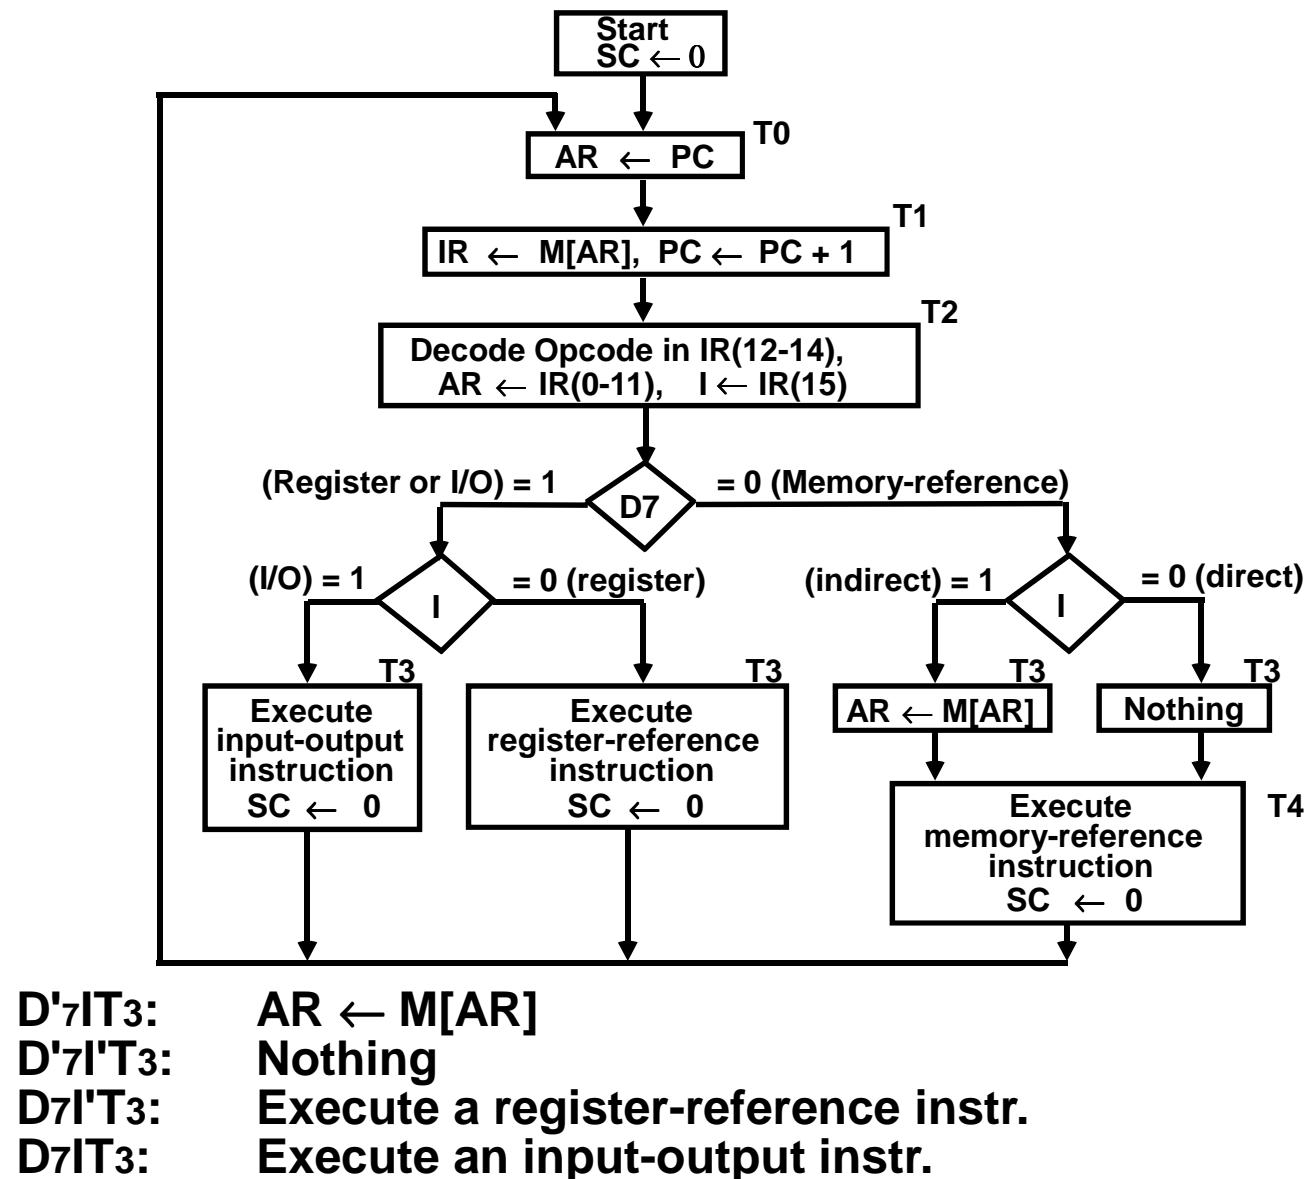 Start
SC ← 0
T0
AR ← PC
T1
IR ← M[AR], PC ← PC + 1
T2
Decode Opcode in IR(12-14),
AR ← IR(0-11), I ← IR(15)
(Register or I/O) = 1
D7
= 0 (Memory-reference)
(I/O) = 1
I
= 0 (register)
(indirect) = 1
I
= 0 (direct)
T3
Execute
input-output
instruction
SC ← 0
T3
Execute
register-reference
instruction
SC ← 0
T3
AR ← M[AR]
T3
Nothing
T4
Execute
memory-reference
instruction
SC ← 0
D'7IT3: AR ← M[AR]
D'7I'T3: Nothing
D7I'T3: Execute a register-reference instr.
D7IT3: Execute an input-output instr.